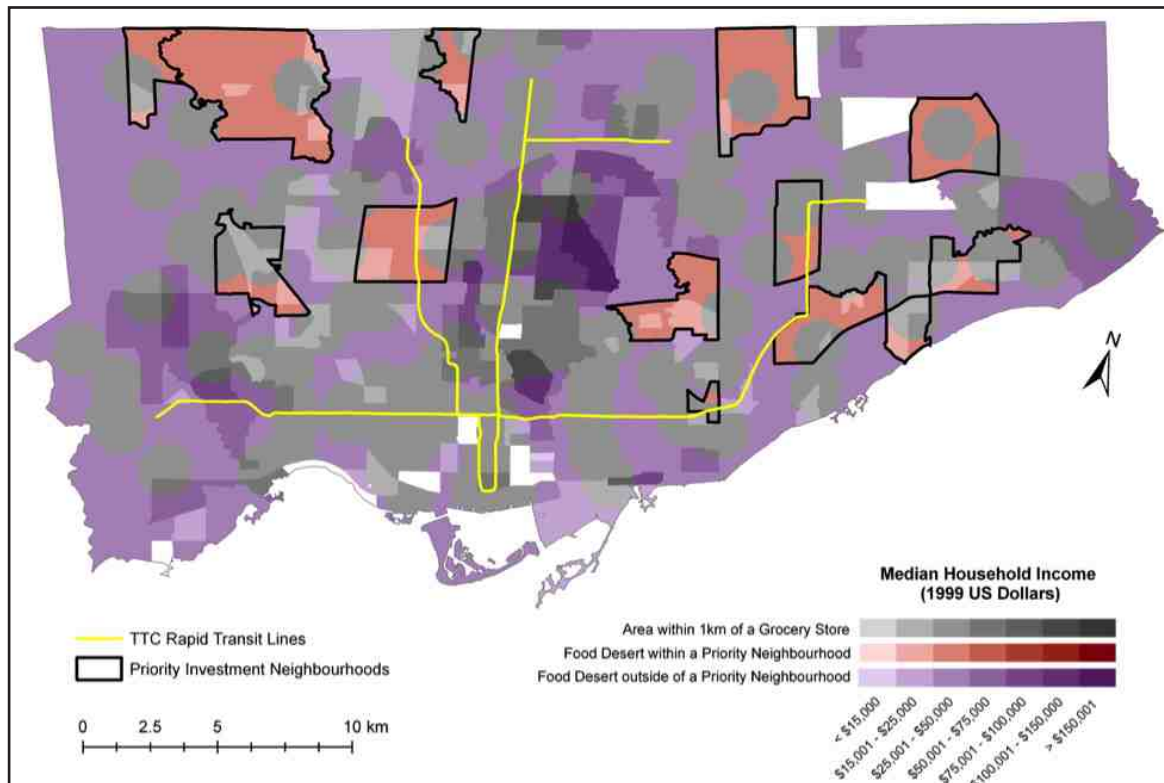 N
Median Household Income
(1999 US Dollars)
TTC Rapid Transit Lines
Priority Investment Neighbourhoods
Area within 1km of a Grocery Store
Food Desert within a Priority Neighbourhood
Food Desert outside of a Priority Neighbourhood
0 2.5 5 10 km
< $15,000
$15,001 - $25,000
$25,001 - $50,000
$50,001 - $75,000
$75,001 - $100,000
$100,001 - $150,000
> $150,001